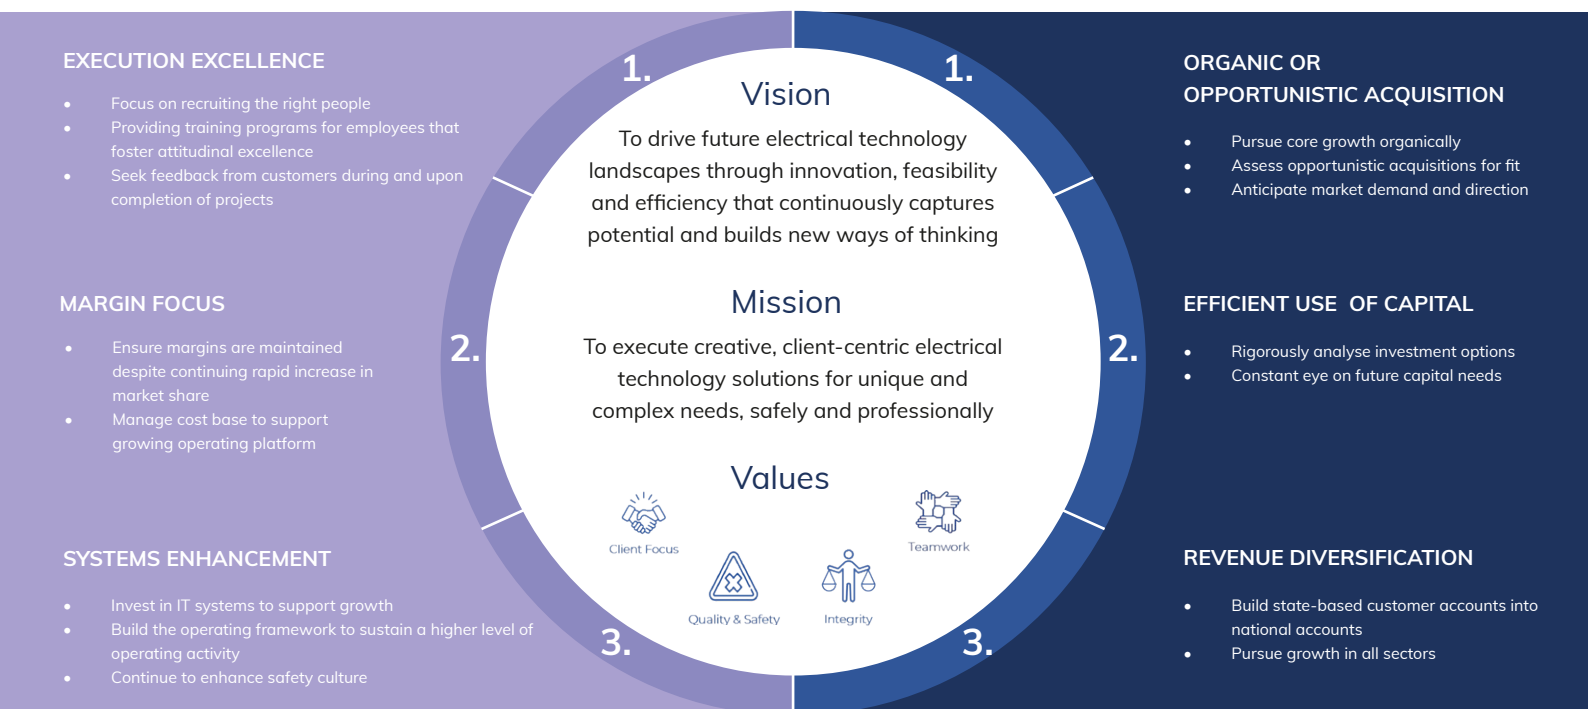 EXECUTION EXCELLENCE
• Focus on recruiting the right people
• Providing training programs for employees that
foster attitudinal excellence
• Seek feedback from customers during and upon
completion of projects
MARGIN FOCUS
• Ensure margins are maintained
despite continuing rapid increase in
market share
• Manage cost base to support
growing operating platform
SYSTEMS ENHANCEMENT
• Invest in IT systems to support growth
• Build the operating framework to sustain a higher level of
operating activity
• Continue to enhance safety culture
1.
2.
3.
Vision
To drive future electrical technology
landscapes through innovation, feasibility
and efficiency that continuously captures
potential and builds new ways of thinking
Mission
To execute creative, client-centric electrical
technology solutions for unique and
complex needs, safely and professionally
Values
Client Focus
Quality & Safety
Integrity
Teamwork
1.
2.
3.
ORGANIC OR
OPPORTUNISTIC ACQUISITION
• Pursue core growth organically
• Assess opportunistic acquisitions for fit
• Anticipate market demand and direction
EFFICIENT USE OF CAPITAL
• Rigorously analyse investment options
• Constant eye on future capital needs
REVENUE DIVERSIFICATION
• Build state-based customer accounts into
national accounts
• Pursue growth in all sectors